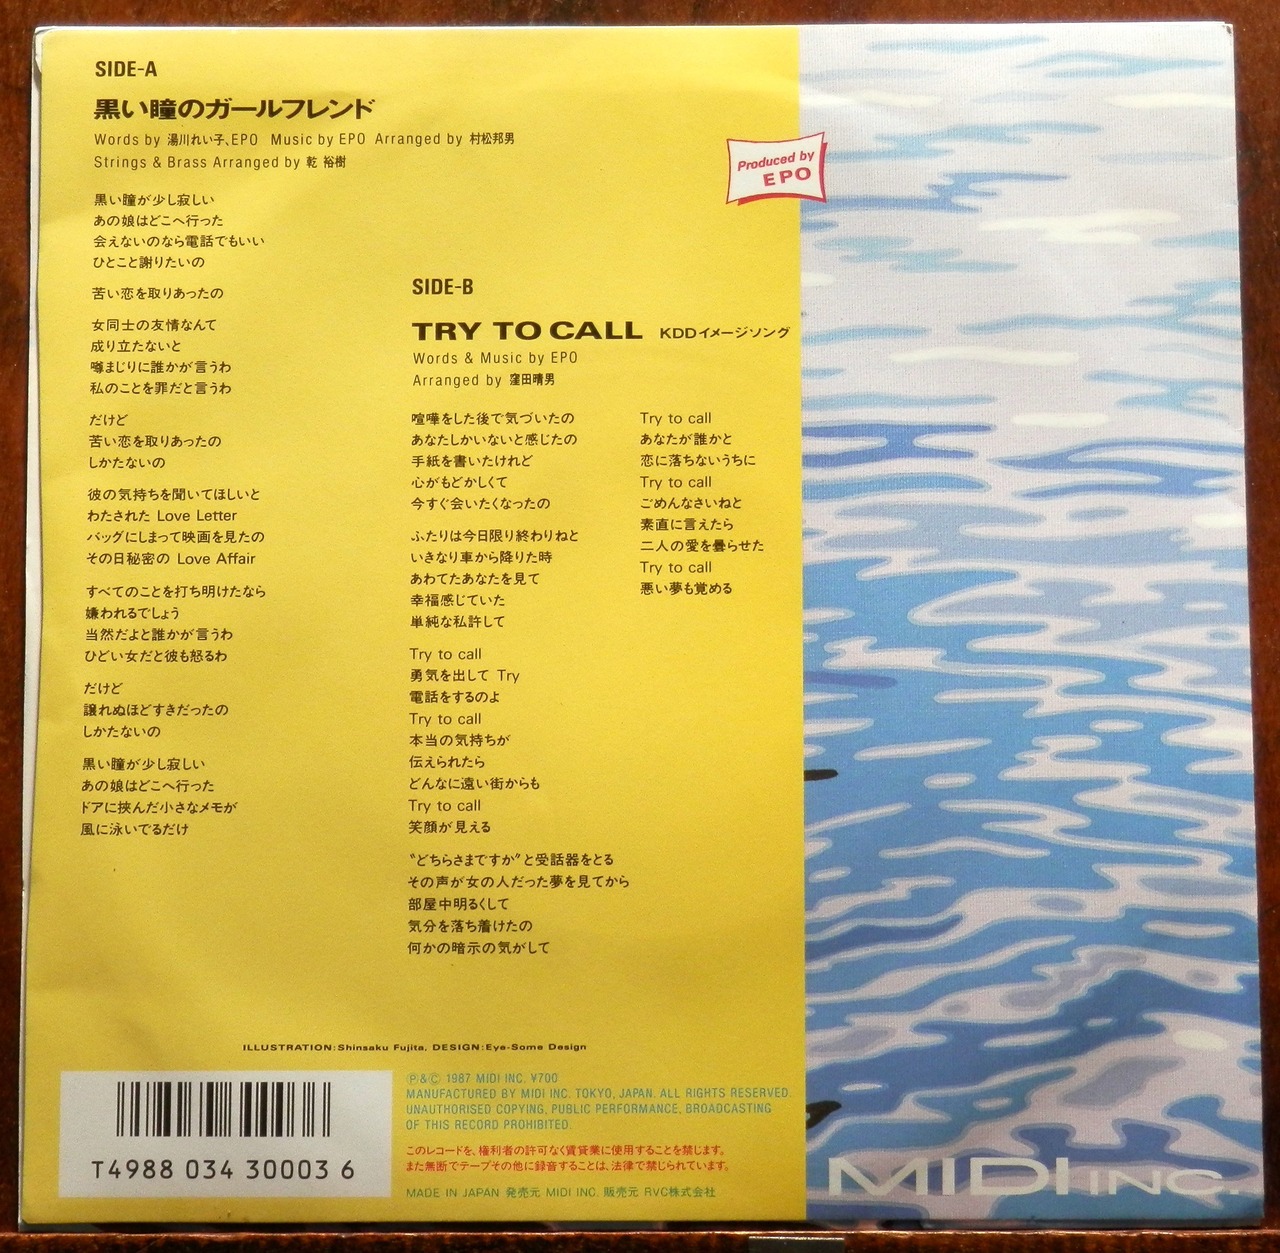 SIDE-A
黒い瞳のガールフレンド
Words by 湯川れい子、EPO Music by EPO Arranged by 村松邦男
Strings & Brass Arranged by 乾 裕樹
黒い瞳が少し寂しい
あの娘はどこへ行った
会えないのなら電話でもいい
ひとこと謝りたいの
苦い恋を取りあったの
女同士の友情なんて
成り立たないと
噂まじりに誰かが言うわ
私のことを罪だと言うわ
だけど
苦い恋を取りあったの
しかたないの
彼の気持ちを聞いてほしいと
わたされた Love Letter
バッグにしまって映画を見たの
その日秘密の Love Affair
すべてのことを打ち明けたなら
嫌われるでしょう
当然だよと誰かが言うわ
ひどい女だと彼も怒るわ
だけど
譲れぬほどすきだったの
しかたないの
黒い瞳が少し寂しい
あの娘はどこへ行った
ドアに挟んだ小さなメモが
風に泳いでるだけ
Produced by
EPO
SIDE-B
TRY TO CALL KDDイメージソング
Words & Music by EPO
Arranged by 窪田晴男
喧嘩をした後で気づいたの
あなたしかいないと感じたの
手紙を書いたけれど
心がもどかしくて
今すぐ会いたくなったの
ふたりは今日限り終わりねと
いきなり車から降りた時
あわてたあなたを見て
幸福感じていた
単純な私許して
Try to call
勇気を出して Try
電話をするのよ
Try to call
本当の気持ちが
伝えられたら
どんなに遠い街からも
Try to call
笑顔が見える
〝どちらさまですか〟と受話器をとる
その声が女の人だった夢を見てから
部屋中明るくして
気分を落ち着けたの
何かの暗示の気がして
Try to call
あなたが誰かと
恋に落ちないうちに
Try to call
ごめんなさいねと
素直に言えたら
二人の愛を曇らせた
Try to call
悪い夢も覚める
ILLUSTRATION:Shinsaku Fujita, DESIGN:Eye-Some Design
T4988 034 30003 6
Ⓟ&Ⓒ 1987 MIDI INC. ¥700
MANUFACTURED BY MIDI INC. TOKYO, JAPAN. ALL RIGHTS RESERVED.
UNAUTHORISED COPYING, PUBLIC PERFORMANCE, BROADCASTING
OF THIS RECORD PROHIBITED.
このレコードを、権利者の許可なく賃貸業に使用することを禁じます。
また無断でテープその他に録音することは、法律で禁じられています。
MADE IN JAPAN 発売元 MIDI INC. 販売元 RVC株式会社
MIDI INC.